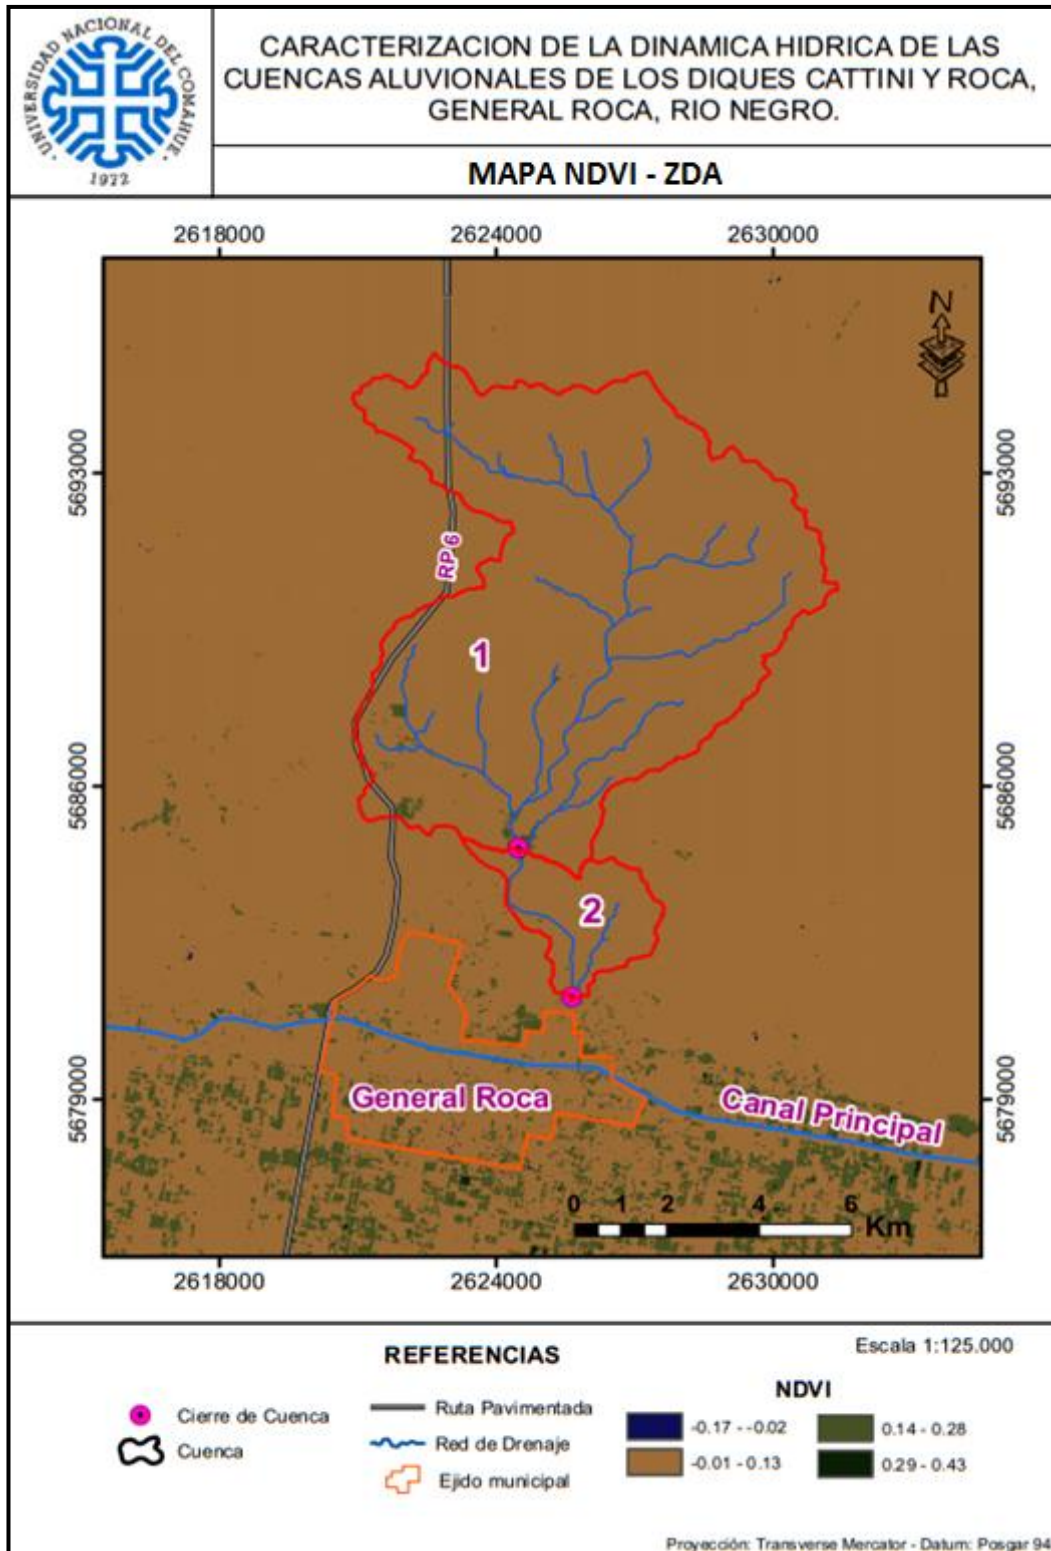 UNIVERSIDAD NACIONAL DEL COMAHUE
1972
CARACTERIZACION DE LA DINAMICA HIDRICA DE LAS
CUENCAS ALUVIONALES DE LOS DIQUES CATTINI Y ROCA,
GENERAL ROCA, RIO NEGRO.
MAPA NDVI - ZDA
2618000 2624000 2630000
N
5693000 5693000
RP 6
1
5686000 5686000
2
5679000 5679000
General Roca
Canal Principal
0 1 2 4 6
Km
2618000 2624000 2630000
REFERENCIAS
Escala 1:125.000
Cierre de Cuenca
Cuenca
Ruta Pavimentada
Red de Drenaje
Ejido municipal
NDVI
-0.17 - -0.02
-0.01 - 0.13
0.14 - 0.28
0.29 - 0.43
Proyección: Transverse Mercator - Datum: Posgar 94